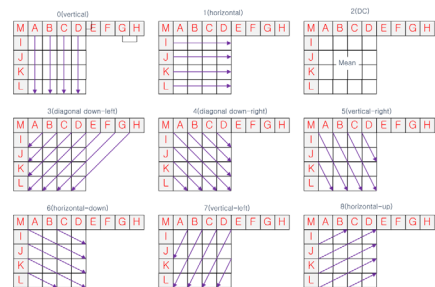 0(vertical)
M A B C D E F G H
I
J
K
L
1(horizontal)
M A B C D E F G H
I
J
K
L
2(DC)
M A B C D E F G H
I
J
K
L
Mean
3(diagonal down-left)
M A B C D E F G H
I
J
K
L
4(diagonal down-right)
M A B C D E F G H
I
J
K
L
5(vertical-right)
M A B C D E F G H
I
J
K
L
6(horizontal-down)
M A B C D E F G H
I
J
K
L
7(vertical-left)
M A B C D E F G H
I
J
K
L
8(horizontal-up)
M A B C D E F G H
I
J
K
L